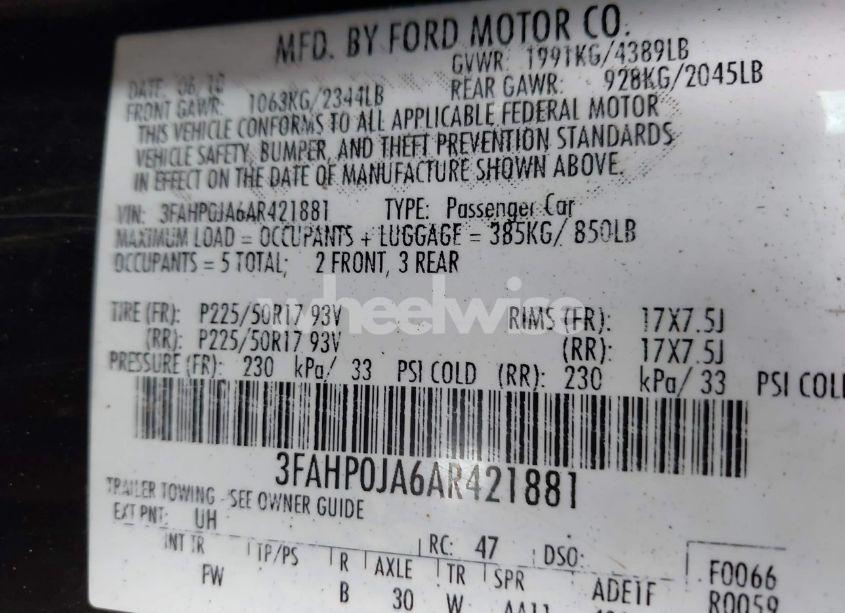 MFD. BY FORD MOTOR CO.
DATE: 06/10 GVWR: 1991KG/4389LB
FRONT GAWR: 1063KG/2344LB REAR GAWR: 928KG/2045LB
THIS VEHICLE CONFORMS TO ALL APPLICABLE FEDERAL MOTOR
VEHICLE SAFETY, BUMPER, AND THEFT PREVENTION STANDARDS
IN EFFECT ON THE DATE OF MANUFACTURE SHOWN ABOVE.
VIN: 3FAHP0JA6AR421881 TYPE: Passenger Car
MAXIMUM LOAD = OCCUPANTS + LUGGAGE = 385KG/ 850LB
OCCUPANTS = 5 TOTAL; 2 FRONT, 3 REAR
wheelwise
TIRE (FR): P225/50R17 93V RIMS (FR): 17X7.5J
(RR): P225/50R17 93V (RR): 17X7.5J
PRESSURE (FR): 230 kPa/ 33 PSI COLD (RR): 230 kPa/ 33 PSI COLD
3FAHP0JA6AR421881
TRAILER TOWING - SEE OWNER GUIDE
EXT PNT: UH RC: 47 DSO: F0066
INT TR TP/PS R AXLE TR SPR ADE1F R0059
FW B 30 W AA11